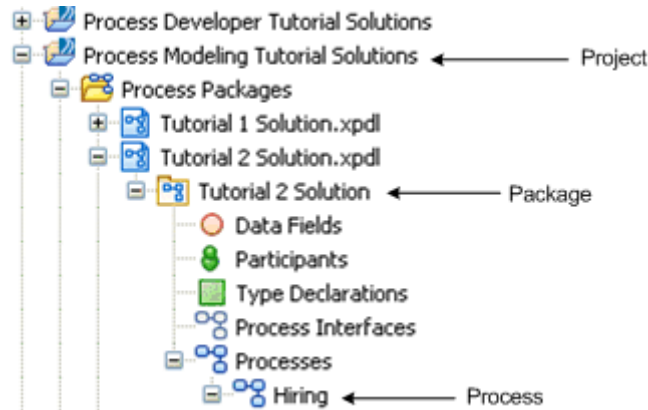 Process Developer Tutorial Solutions
Process Modeling Tutorial Solutions Project
Process Packages
Tutorial 1 Solution.xpdl
Tutorial 2 Solution.xpdl
Tutorial 2 Solution Package
Data Fields
Participants
Type Declarations
Process Interfaces
Processes
Hiring Process